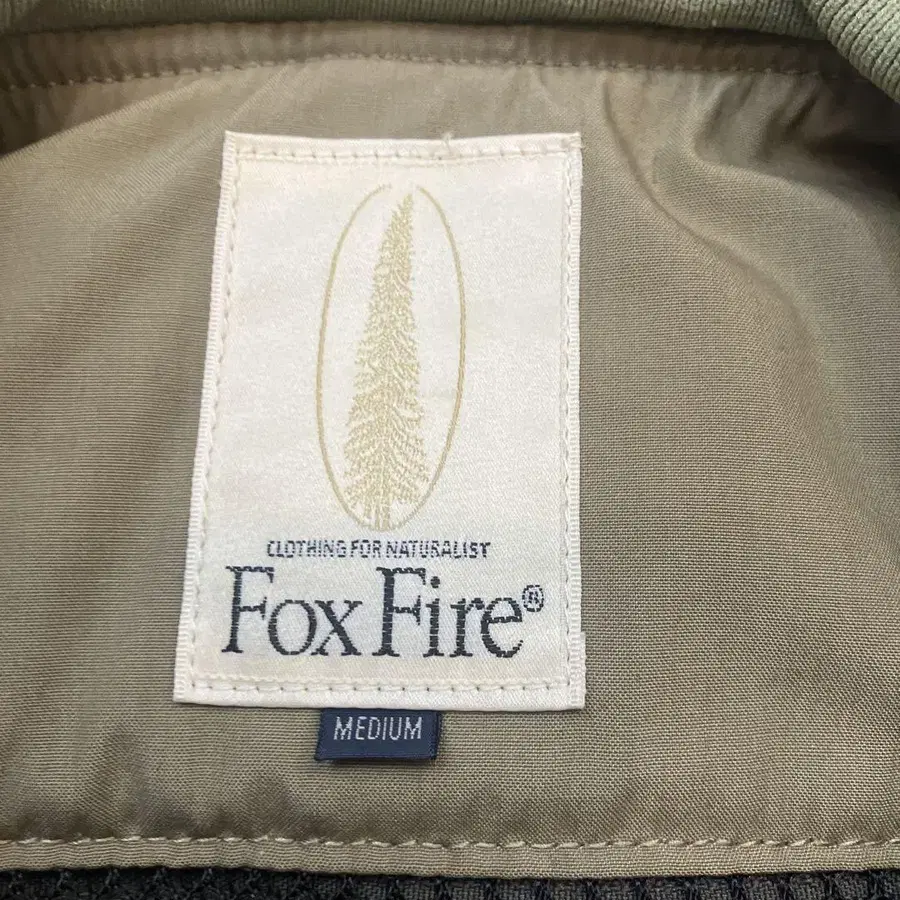 CLOTHING FOR NATURALIST
Fox Fire®
MEDIUM